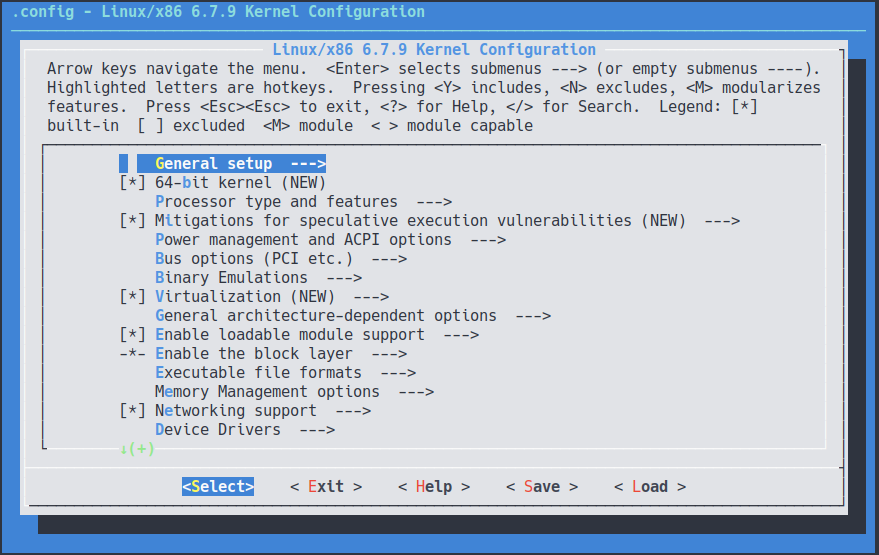 .config - Linux/x86 6.7.9 Kernel Configuration
Linux/x86 6.7.9 Kernel Configuration
Arrow keys navigate the menu.  <Enter> selects submenus ---> (or empty submenus ----).
Highlighted letters are hotkeys.  Pressing <Y> includes, <N> excludes, <M> modularizes
features.  Press <Esc><Esc> to exit, <?> for Help, </> for Search.  Legend: [*]
built-in  [ ] excluded  <M> module  < > module capable
General setup  --->
[*] 64-bit kernel (NEW)
Processor type and features  --->
[*] Mitigations for speculative execution vulnerabilities (NEW)  --->
Power management and ACPI options  --->
Bus options (PCI etc.)  --->
Binary Emulations  --->
[*] Virtualization (NEW)  --->
General architecture-dependent options  --->
[*] Enable loadable module support  --->
-*- Enable the block layer  --->
Executable file formats  --->
Memory Management options  --->
[*] Networking support  --->
Device Drivers  --->
↓(+)
<Select>    < Exit >    < Help >    < Save >    < Load >